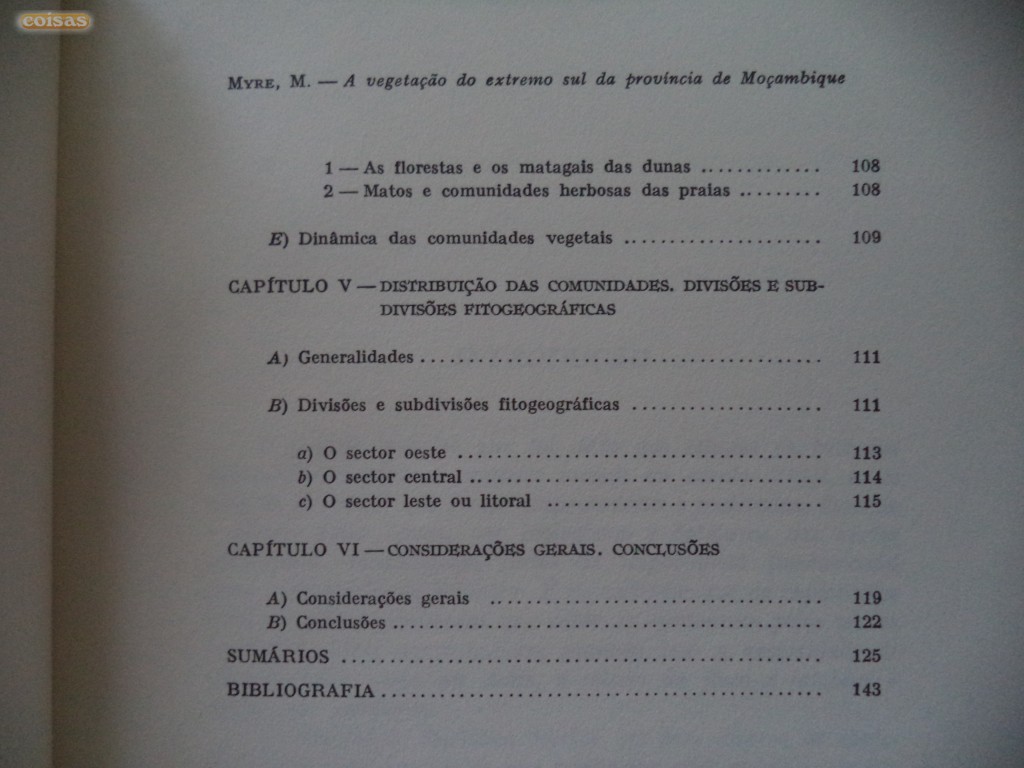 coisas
MYRE, M. — A vegetação do extremo sul da província de Moçambique
1 — As florestas e os matagais das dunas ............. 108
2 — Matos e comunidades herbosas das praias ......... 108
E) Dinâmica das comunidades vegetais ..................... 109
CAPÍTULO V — DISTRIBUIÇÃO DAS COMUNIDADES. DIVISÕES E SUB-
DIVISÕES FITOGEOGRÁFICAS
A) Generalidades .......................................... 111
B) Divisões e subdivisões fitogeográficas .................... 111
a) O sector oeste ....................................... 113
b) O sector central ..................................... 114
c) O sector leste ou litoral ............................. 115
CAPÍTULO VI — CONSIDERAÇÕES GERAIS. CONCLUSÕES
A) Considerações gerais ................................... 119
B) Conclusões ............................................. 122
SUMÁRIOS .................................................. 125
BIBLIOGRAFIA .............................................. 143